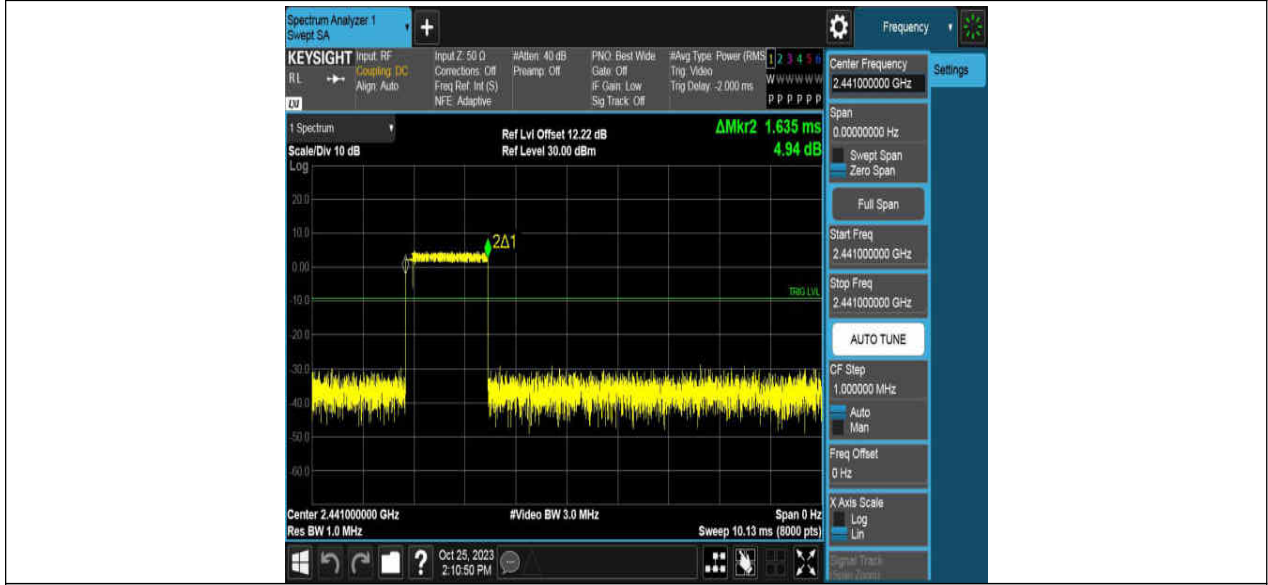 Spectrum Analyzer 1
Swept SA
+
Frequency
KEYSIGHT
RL
LV
Input: RF
Coupling: DC
Align: Auto
Input Z: 50 Ω
Corrections: Off
Freq Ref: Int (S)
NFE: Adaptive
#Atten: 40 dB
Preamp: Off
PNO: Best Wide
Gate: Off
IF Gain: Low
Sig Track: Off
#Avg Type: Power (RMS
Trig: Video
Trig Delay: -2.000 ms
1 2 3 4 5 6
W W W W W W
P P P P P P
1 Spectrum
Scale/Div 10 dB
Log
Ref Lvl Offset 12.22 dB
Ref Level 30.00 dBm
ΔMkr2 1.635 ms
4.94 dB
20.0
10.0
0.00
-10.0
-20.0
-30.0
-40.0
-50.0
-60.0
2Δ1
TRIG LVL
Center 2.441000000 GHz
Res BW 1.0 MHz
#Video BW 3.0 MHz
Span 0 Hz
Sweep 10.13 ms (8000 pts)
?
Oct 25, 2023
2:10:50 PM
Center Frequency
2.441000000 GHz
Settings
Span
0.00000000 Hz
Swept Span
Zero Span
Full Span
Start Freq
2.441000000 GHz
Stop Freq
2.441000000 GHz
AUTO TUNE
CF Step
1.000000 MHz
Auto
Man
Freq Offset
0 Hz
X Axis Scale
Log
Lin
Signal Track
(Span Zoom)